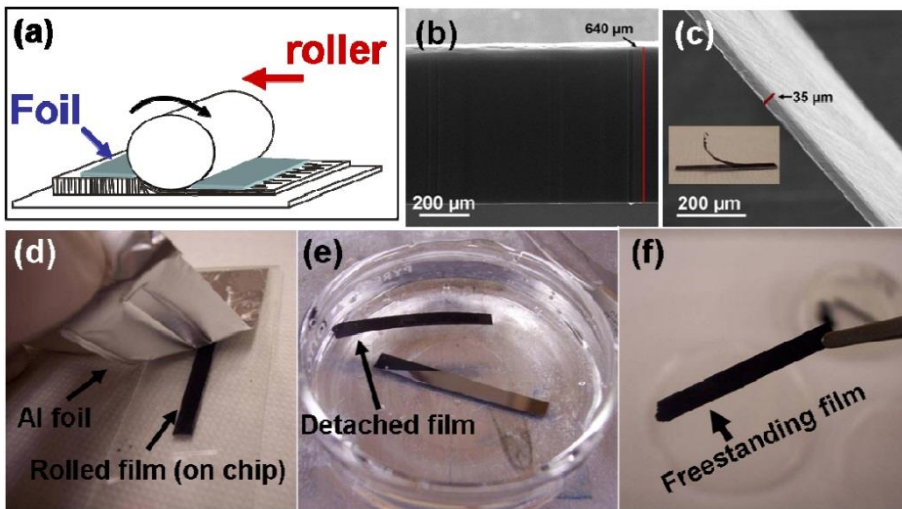 (a)
roller
Foil
(b)
640 µm
200 µm
(c)
35 µm
200 µm
(d)
Al foil
Rolled film (on chip)
(e)
Detached film
(f)
Freestanding film